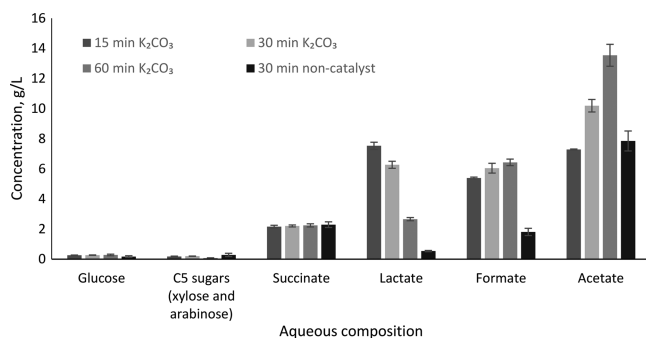 16
14
12
10
8
6
4
2
0
Concentration, g/L
15 min K₂CO₃
30 min K₂CO₃
60 min K₂CO₃
30 min non-catalyst
Glucose
C5 sugars
(xylose and
arabinose)
Succinate
Lactate
Formate
Acetate
Aqueous composition